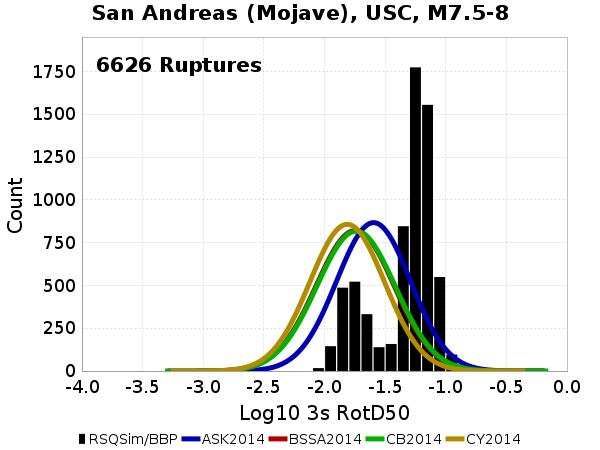 San Andreas (Mojave), USC, M7.5-8
6626 Ruptures
Count
1750
1500
1250
1000
750
500
250
0
-4.0 -3.5 -3.0 -2.5 -2.0 -1.5 -1.0 -0.5 0.0
Log10 3s RotD50
RSQSim/BBP ASK2014 BSSA2014 CB2014 CY2014